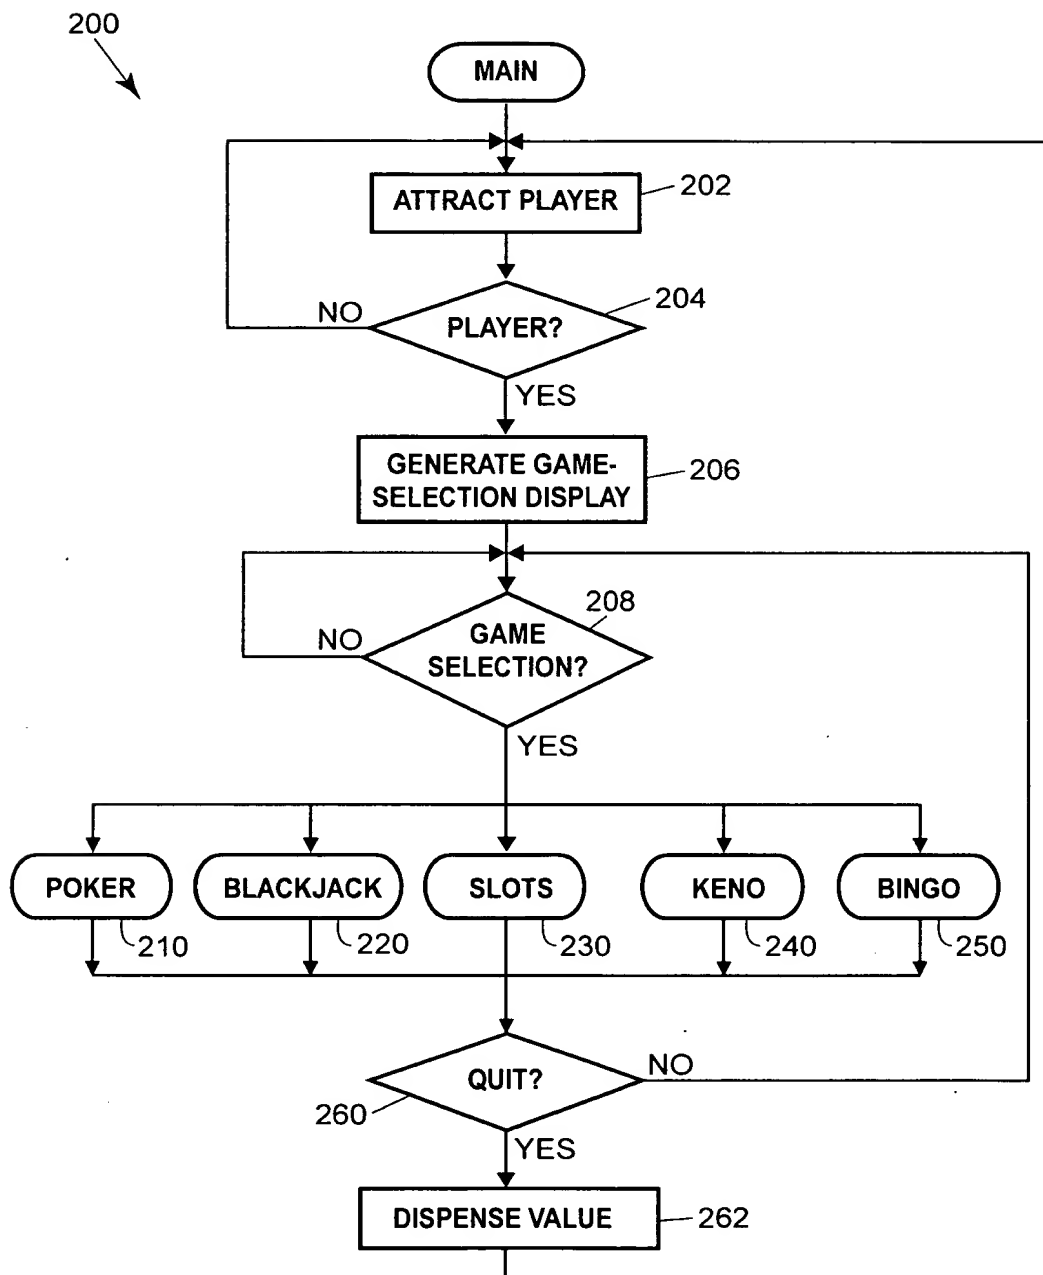 200
MAIN
ATTRACT PLAYER
202
PLAYER?
204
NO
YES
GENERATE GAME-
SELECTION DISPLAY
206
GAME
SELECTION?
208
NO
YES
POKER
BLACKJACK
SLOTS
KENO
BINGO
210
220
230
240
250
QUIT?
NO
260
YES
DISPENSE VALUE
262